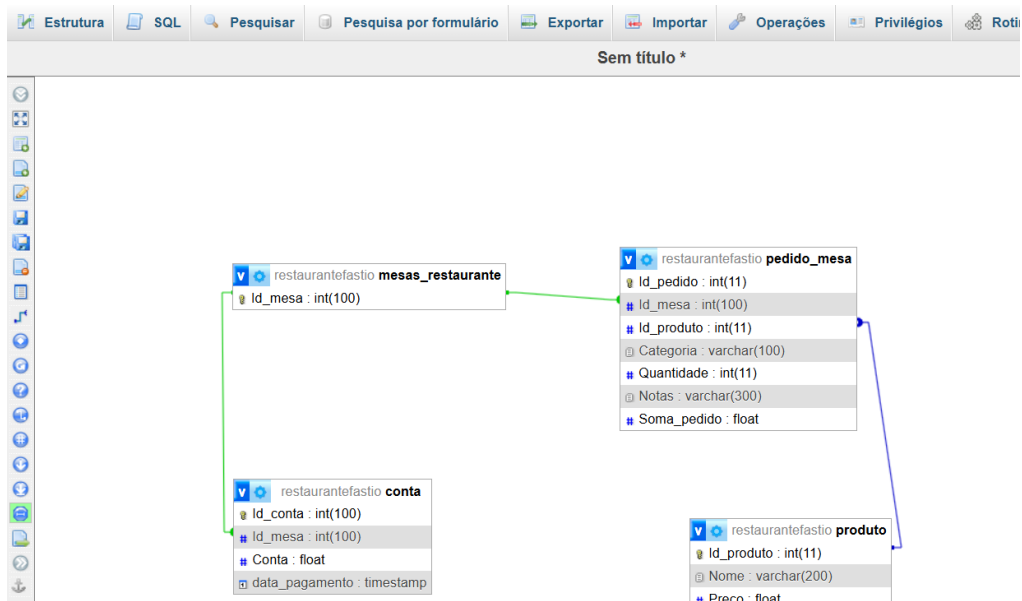 Estrutura SQL Pesquisar Pesquisa por formulário Exportar Importar Operações Privilégios
Sem título *
restaurantefastio pedido_mesa
Id_pedido : int(11)
Id_mesa : int(100)
Id_produto : int(11)
Categoria : varchar(100)
Quantidade : int(11)
Notas : varchar(300)
Soma_pedido : float
restaurantefastio mesas_restaurante
Id_mesa : int(100)
restaurantefastio conta
Id_conta : int(100)
Id_mesa : int(100)
Conta : float
data_pagamento : timestamp
restaurantefastio produto
Id_produto : int(11)
Nome : varchar(200)
Preco : float